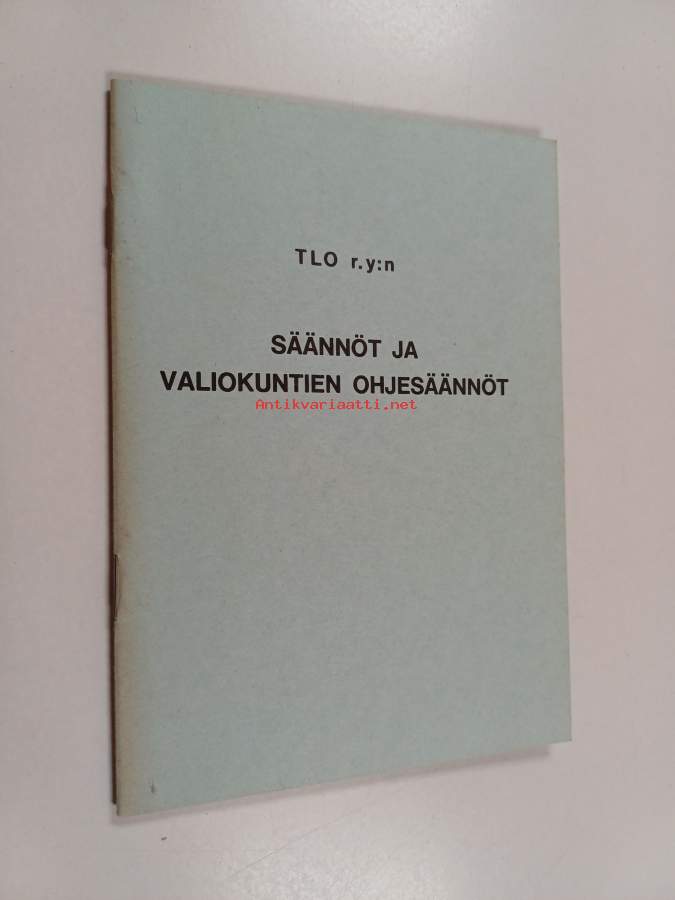 TLO r.y:n
SÄÄNNÖT JA
VALIOKUNTIEN OHJESÄÄNNÖT
Antikvariaatti.net